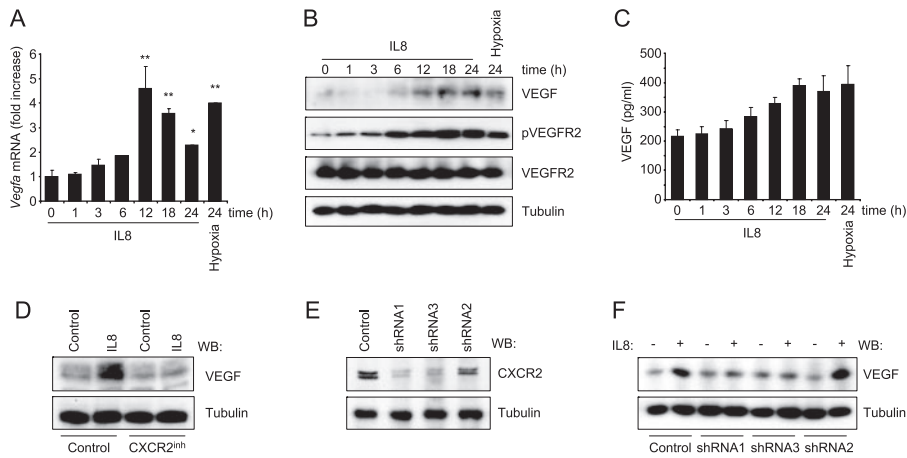 A
Vegfa mRNA (fold increase)
6
5
4
3
2
1
0
** ** * **
0 1 3 6 12 18 24 24 time (h)
IL8
Hypoxia
B
IL8
Hypoxia
0 1 3 6 12 18 24 24 time (h)
VEGF
pVEGFR2
VEGFR2
Tubulin
C
VEGF (pg/ml)
500
400
300
200
100
0
0 1 3 6 12 18 24 24 time (h)
IL8
Hypoxia
D
Control IL8 Control IL8 WB:
VEGF
Tubulin
Control CXCR2inh
E
Control shRNA1 shRNA3 shRNA2 WB:
CXCR2
Tubulin
F
IL8: - + - + - + - + WB:
VEGF
Tubulin
Control shRNA1 shRNA3 shRNA2